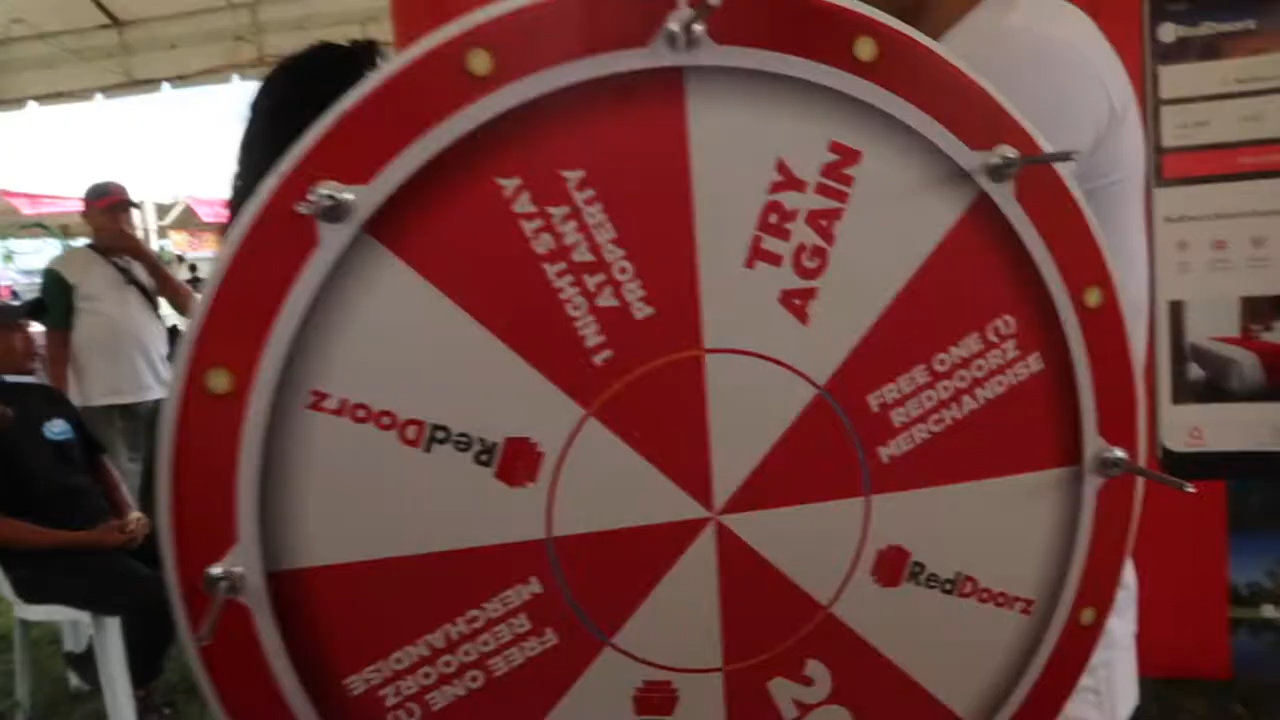 TRY
AGAIN
1 NIGHT STAY
AT ANY
PROPERTY
FREE ONE (1)
REDDOORZ
MERCHANDISE
RedDoorz
RedDoorz
FREE ONE (1)
REDDOORZ
MERCHANDISE
RedDoorz